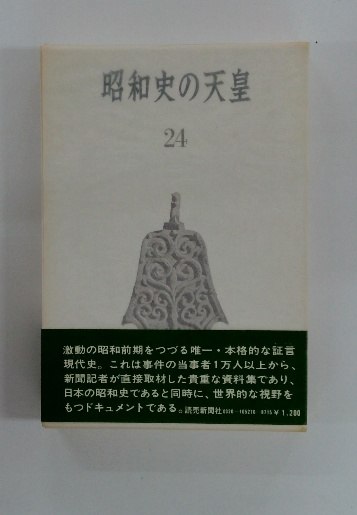 昭和史の天皇
24
激動の昭和前期をつづる唯一・本格的な証言
現代史。これは事件の当事者1万人以上から、
新聞記者が直接取材した貴重な資料集であり、
日本の昭和史であると同時に、世界的な視野を
もつドキュメントである。読売新聞社 0320-105210-8715 ¥1,200